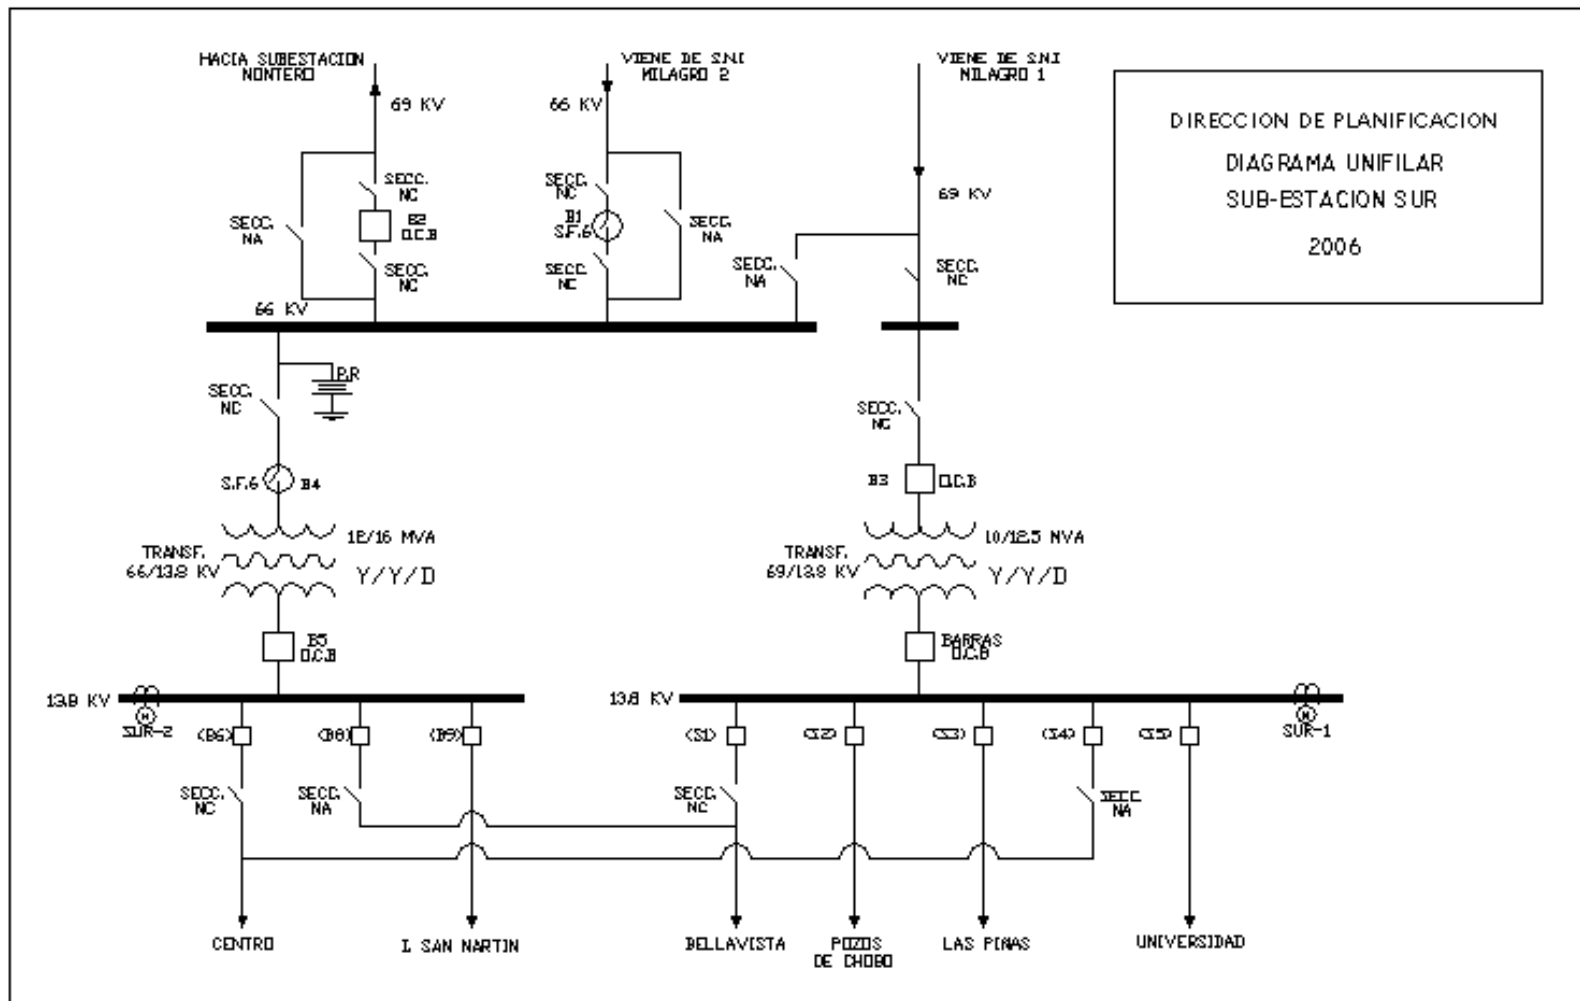 HACIA SUBESTACION
NONTERO
69 KV
VIENE DE S.N.I
MILAGRO 2
66 KV
VIENE DE S.N.I
NILAGRO 1
69 KV
DIRECCION DE PLANIFICACION
DIAGRAMA UNIFILAR
SUB-ESTACION SUR
2006
SECC.
NC
SECC.
NA
B2
O.C.B
SECC.
NC
SECC.
NC
B1
S.F.6
SECC.
NA
SECC.
NC
SECC.
NA
SECC.
NC
66 KV
P.R
SECC.
NC
SECC.
NC
S.F.6
B4
B3
O.C.B
12/16 MVA
TRANSF.
66/13.8 KV
Y/Y/D
10/12.5 NVA
TRANSF.
69/13.8 KV
Y/Y/D
B5
O.C.B
BARRAS
O.C.B
13.8 KV
13.8 KV
SUR-2
(B6)
(B8)
(B9)
(S1)
(S2)
(S3)
(S4)
(S5)
SUR-1
SECC.
NC
SECC.
NA
SECC.
NC
SECC.
NA
CENTRO
I. SAN MARTIN
BELLAVISTA
POZOS
DE CHOBO
LAS PIÑAS
UNIVERSIDAD